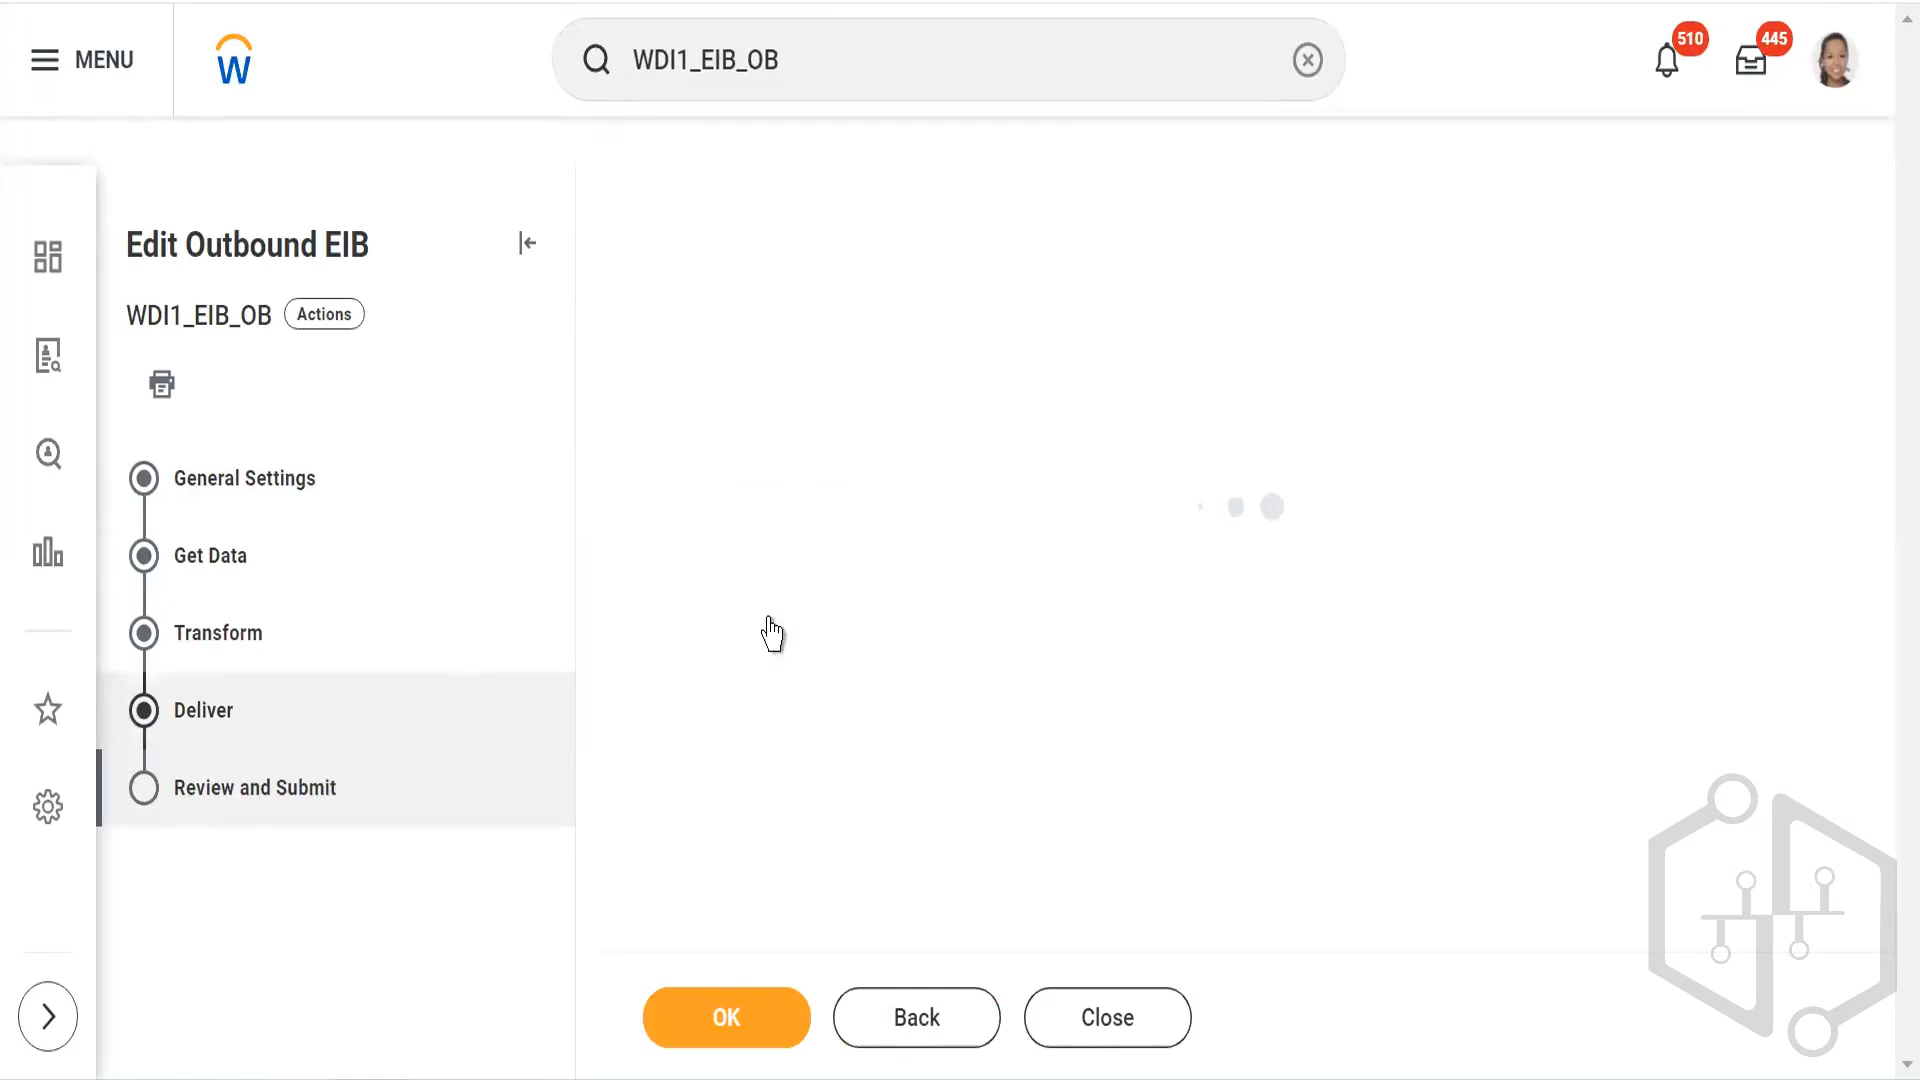 MENU
W
WDI1_EIB_OB
510
445
Edit Outbound EIB
WDI1_EIB_OB
Actions
General Settings
Get Data
Transform
Deliver
Review and Submit
OK
Back
Close